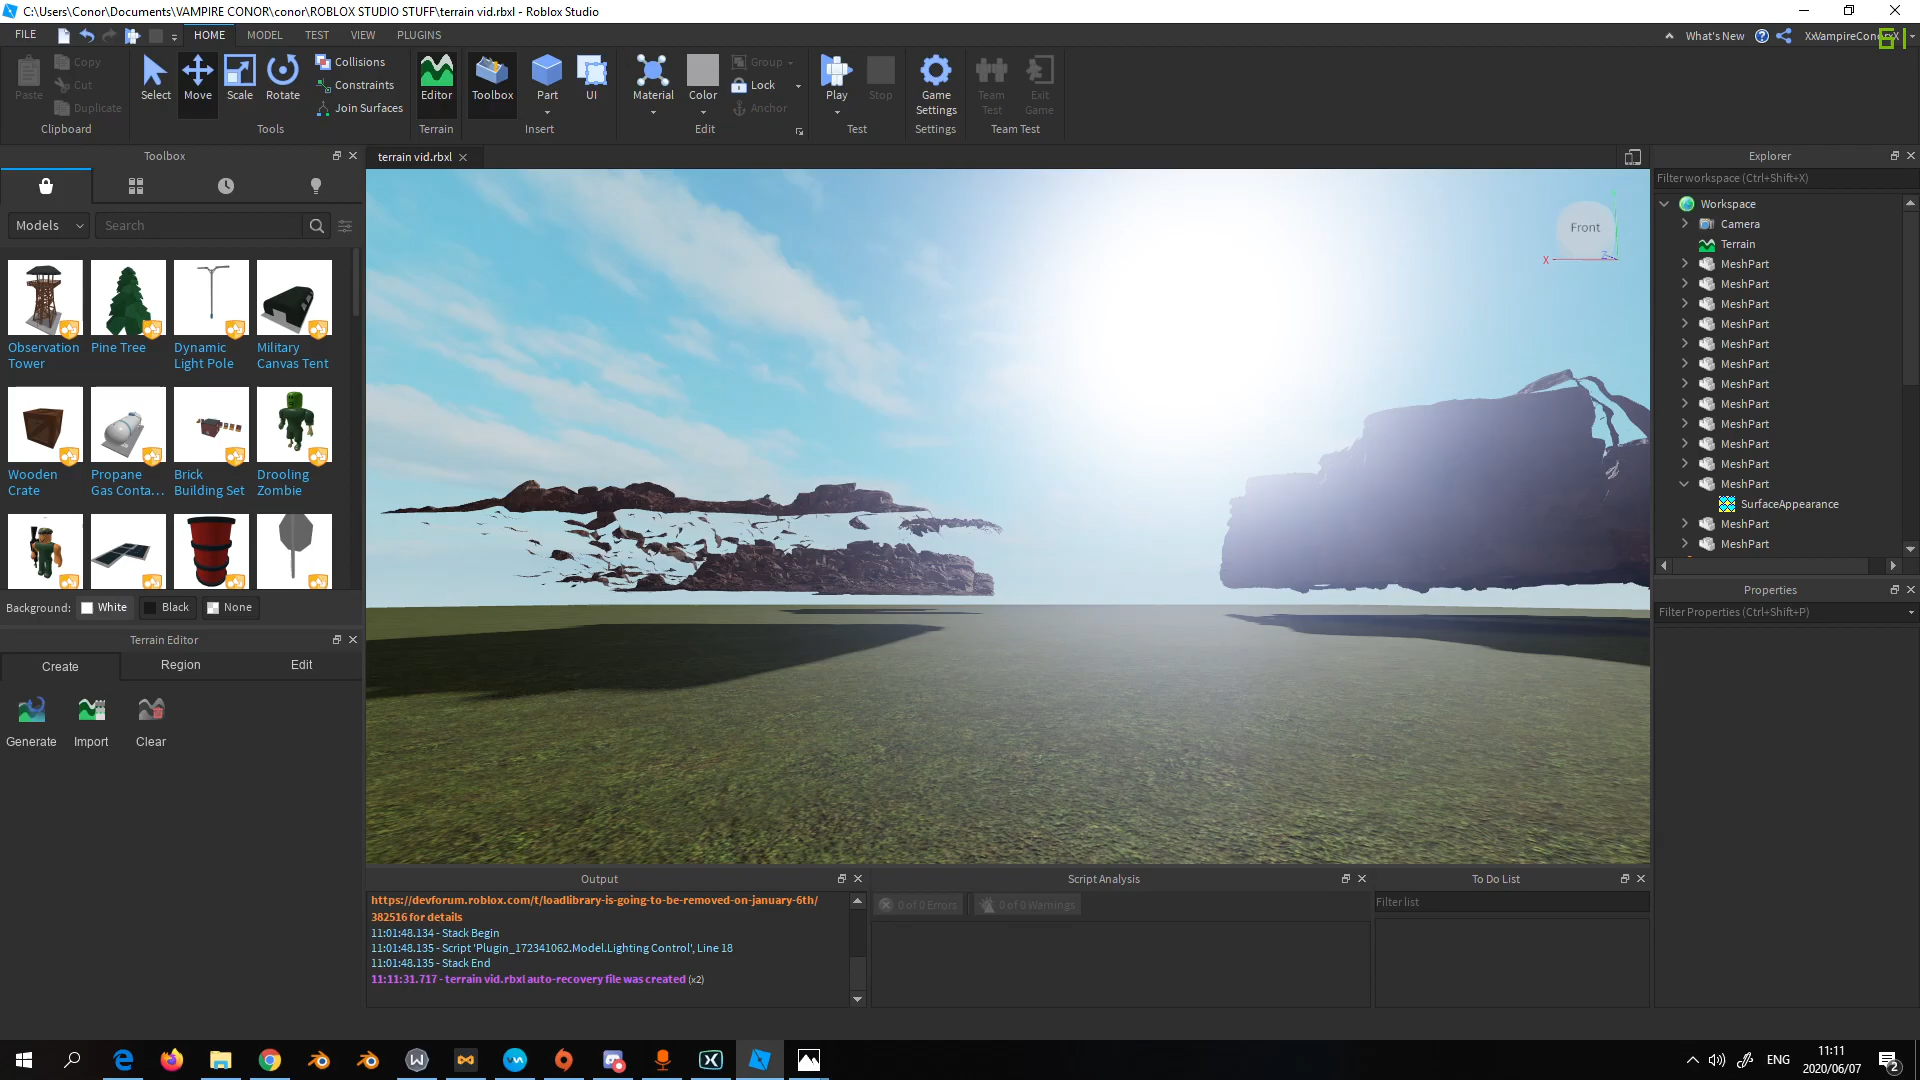 C:\Users\Conor\Documents\VAMPIRE CONOR\conor\ROBLOX STUDIO STUFF\terrain vid.rbxl - Roblox Studio
FILE
HOME
MODEL
TEST
VIEW
PLUGINS
What's New
61
Paste
Copy
Cut
Duplicate
Clipboard
Select
Move
Scale
Rotate
Collisions
Constraints
Join Surfaces
Tools
Editor
Terrain
Toolbox
Part
UI
Insert
Material
Color
Group
Lock
Anchor
Edit
Play
Stop
Test
Game
Settings
Settings
Team
Test
Exit
Game
Team Test
Toolbox
Models
Search
Observation
Tower
Pine Tree
Dynamic
Light Pole
Military
Canvas Tent
Wooden
Crate
Propane
Gas Conta...
Brick
Building Set
Drooling
Zombie
Background:
White
Black
None
Terrain Editor
Create
Region
Edit
Generate
Import
Clear
terrain vid.rbxl
Front
X
Z
Output
https://devforum.roblox.com/t/loadlibrary-is-going-to-be-removed-on-january-6th/
382516 for details
11:01:48.134 - Stack Begin
11:01:48.135 - Script 'Plugin_172341062.Model.Lighting Control', Line 18
11:01:48.135 - Stack End
11:11:31.717 - terrain vid.rbxl auto-recovery file was created (x2)
Script Analysis
0 of 0 Errors
0 of 0 Warnings
To Do List
Filter list
Explorer
Filter workspace (Ctrl+Shift+X)
Workspace
Camera
Terrain
MeshPart
MeshPart
MeshPart
MeshPart
MeshPart
MeshPart
MeshPart
MeshPart
MeshPart
MeshPart
MeshPart
MeshPart
SurfaceAppearance
MeshPart
MeshPart
Properties
Filter Properties (Ctrl+Shift+P)
ENG
11:11
2020/06/07
2